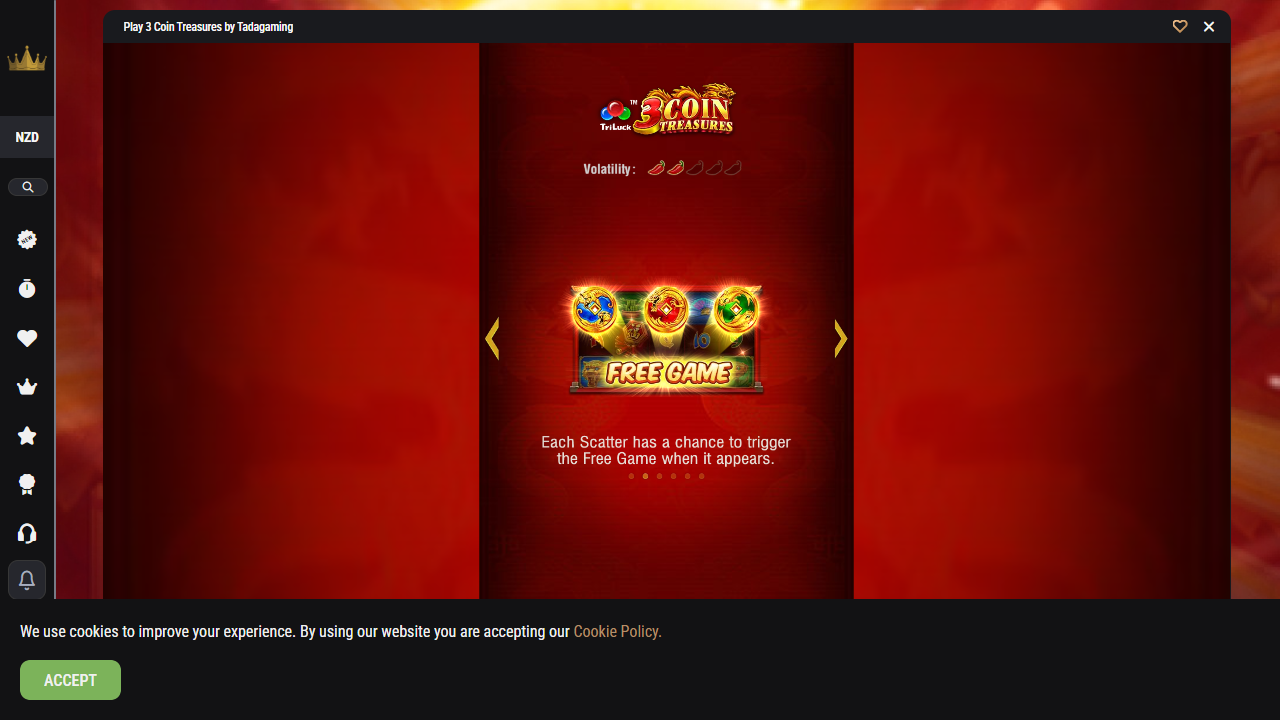 Play 3 Coin Treasures by Tadagaming
NZD
NEW
TriLuck™
3 COIN
TREASURES
Volatility:
10
FREE GAME
Each Scatter has a chance to trigger
the Free Game when it appears.
We use cookies to improve your experience. By using our website you are accepting our Cookie Policy.
ACCEPT